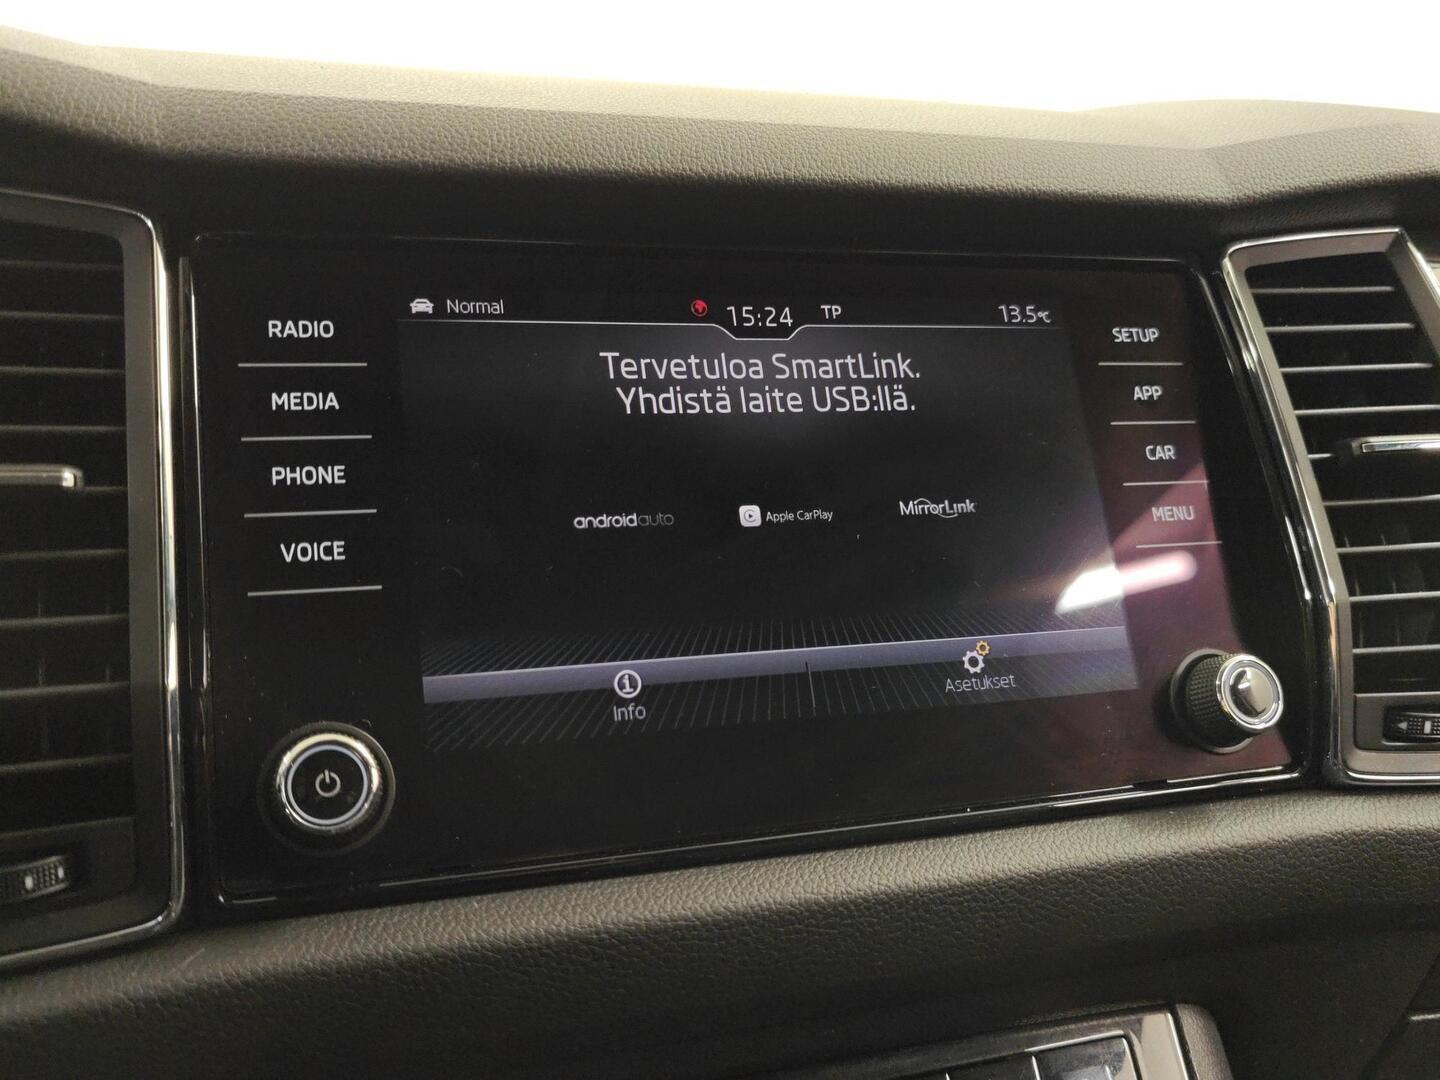 Normal
15:24
TP
13.5°C
RADIO
MEDIA
PHONE
VOICE
Tervetuloa SmartLink.
Yhdistä laite USB:llä.
androidauto
Apple CarPlay
MirrorLink
Info
Asetukset
SETUP
APP
CAR
MENU